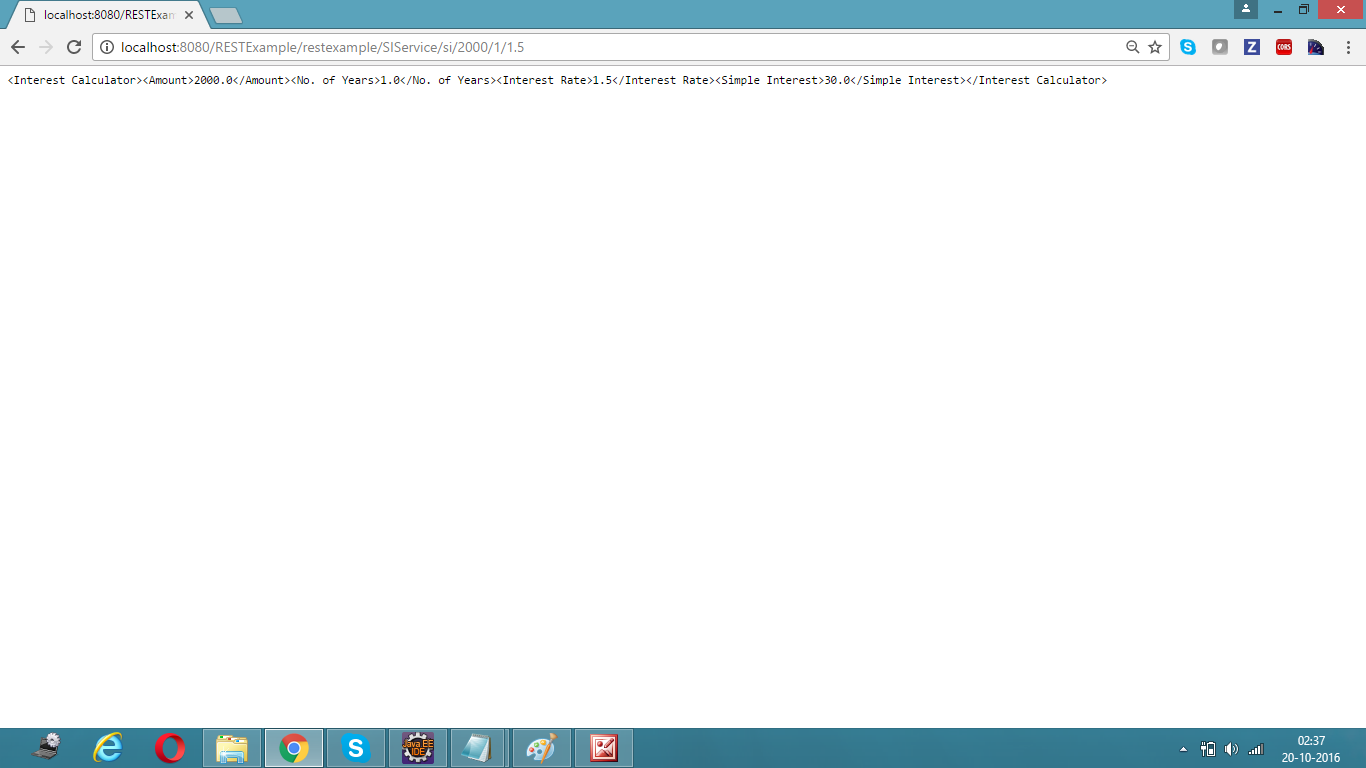 localhost:8080/RESTExam
localhost:8080/RESTExample/restexample/SIService/si/2000/1/1.5
Z
CORS
<Interest Calculator><Amount>2000.0</Amount><No. of Years>1.0</No. of Years><Interest Rate>1.5</Interest Rate><Simple Interest>30.0</Simple Interest></Interest Calculator>
Java EE
IDE
02:37
20-10-2016